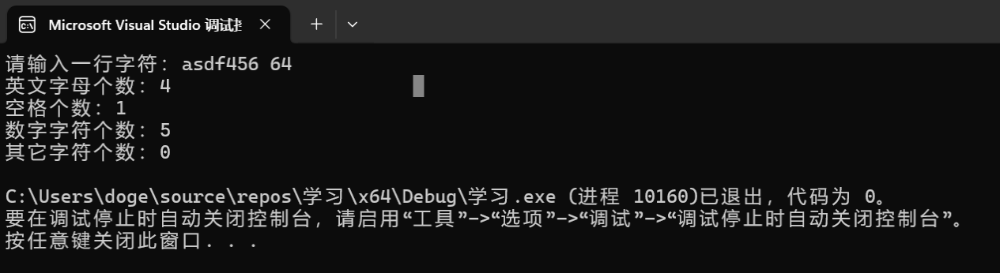 Microsoft Visual Studio 调试
请输入一行字符：asdf456 64
英文字母个数：4
空格个数：1
数字字符个数：5
其它字符个数：0
C:\Users\doge\source\repos\学习\x64\Debug\学习.exe (进程 10160)已退出，代码为 0。
要在调试停止时自动关闭控制台，请启用“工具”->“选项”->“调试”->“调试停止时自动关闭控制台”。
按任意键关闭此窗口. . .